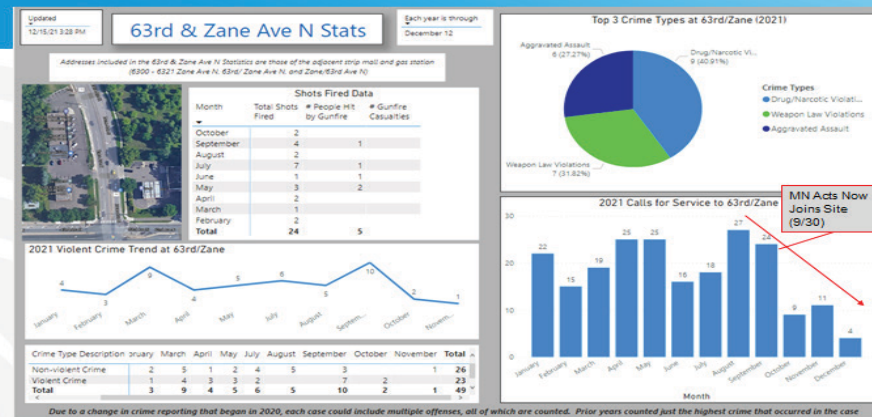 Updated
12/15/21 3:28 PM
63rd & Zane Ave N Stats
Each year is through
December 12
Addresses included in the 63rd & Zane Ave N Statistics are those of the adjacent strip mall and gas station
(6300 - 6321 Zane Ave N, 63rd/ Zane Ave N, and Zane/63rd Ave N)
Shots Fired Data
Month Total Shots Fired # People Hit by Gunfire # Gunfire Casualties
October 2
September 4 1
August 2
July 7 1
June 1 1
May 3 2
April 2
March 1
February 2
Total 24 5
2021 Violent Crime Trend at 63rd/Zane
4 3 9 4 5 6 5 10 2 1
January February March April May July August Septem... October Novem...
Crime Type Description oruary March April May July August September October November Total
Non-violent Crime 2 5 1 2 4 5 3 1 26
Violent Crime 1 4 3 3 2 7 2 23
Total 3 9 4 5 6 5 10 2 1 49
Top 3 Crime Types at 63rd/Zane (2021)
Aggravated Assault
6 (27.27%)
Drug/Narcotic Vi...
9 (40.91%)
Weapon Law Violations
7 (31.82%)
Crime Types
Drug/Narcotic Violati...
Weapon Law Violations
Aggravated Assault
2021 Calls for Service to 63rd/Zane
MN Acts Now
Joins Site
(9/30)
30
20
10
0
22 15 19 25 25 16 18 27 24 9 11 4
January February March April May June July August September October November December
Month
Due to a change in crime reporting that began in 2020, each case could include multiple offenses, all of which are counted. Prior years counted just the highest crime that occurred in the case